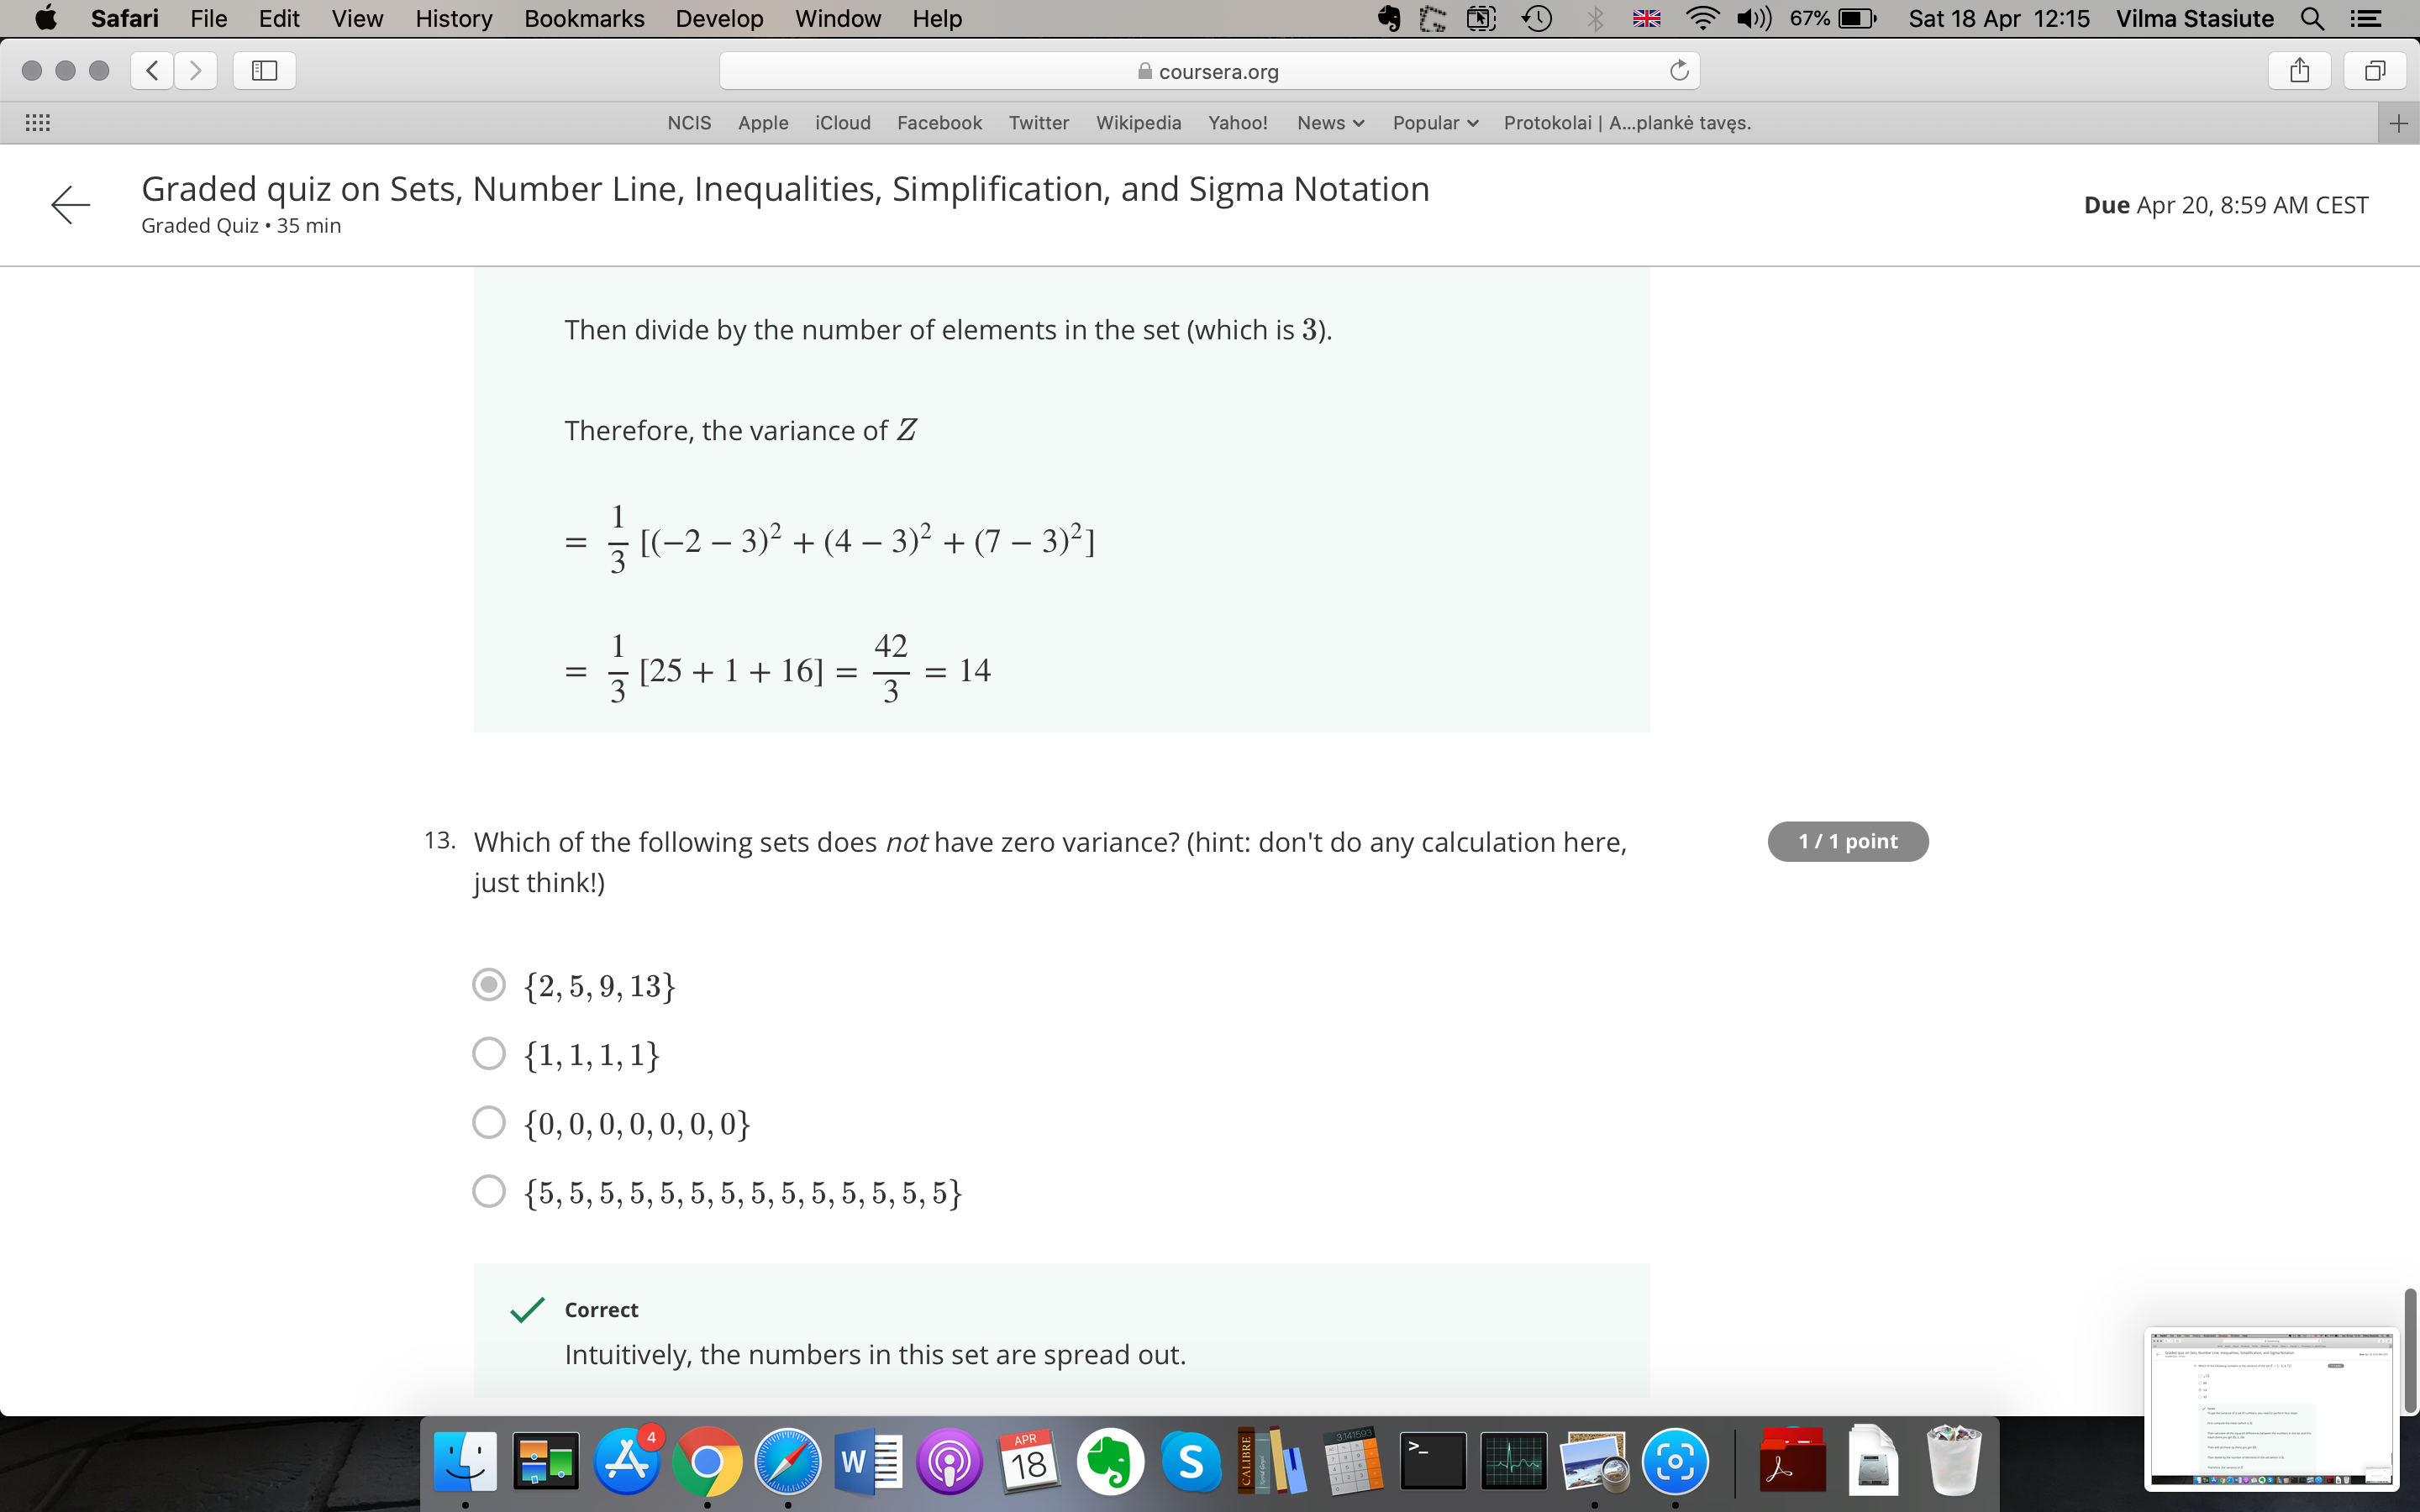 Safari File Edit View History Bookmarks Develop Window Help 67% Sat 18 Apr 12:15 Vilma Stasiute
coursera.org
NCIS Apple iCloud Facebook Twitter Wikipedia Yahoo! News Popular Protokolai | A...plankė tavęs.
Graded quiz on Sets, Number Line, Inequalities, Simplification, and Sigma Notation
Graded Quiz • 35 min
Due Apr 20, 8:59 AM CEST
Then divide by the number of elements in the set (which is 3).
Therefore, the variance of Z
= 1/3 [(−2 − 3)² + (4 − 3)² + (7 − 3)²]
= 1/3 [25 + 1 + 16] = 42/3 = 14
13. Which of the following sets does not have zero variance? (hint: don't do any calculation here,
just think!)
1 / 1 point
{2, 5, 9, 13}
{1, 1, 1, 1}
{0, 0, 0, 0, 0, 0, 0}
{5, 5, 5, 5, 5, 5, 5, 5, 5, 5, 5, 5, 5, 5}
Correct
Intuitively, the numbers in this set are spread out.
4
W
APR
18
S
CALIBRE
3.141593
>_